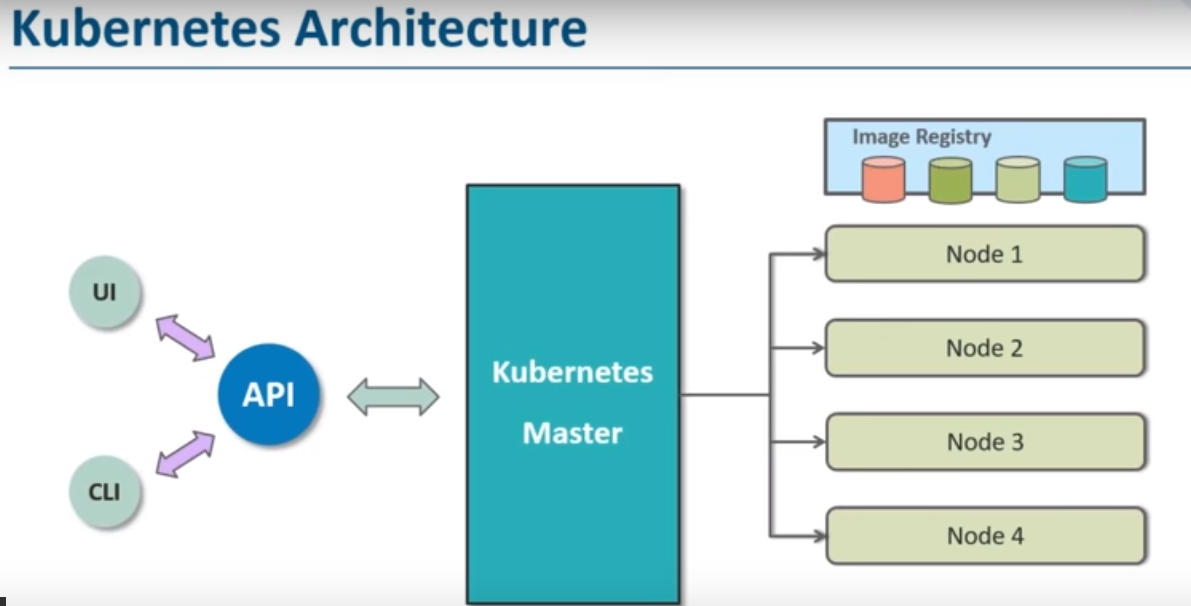 Kubernetes Architecture
Image Registry
UI
API
CLI
Kubernetes
Master
Node 1
Node 2
Node 3
Node 4